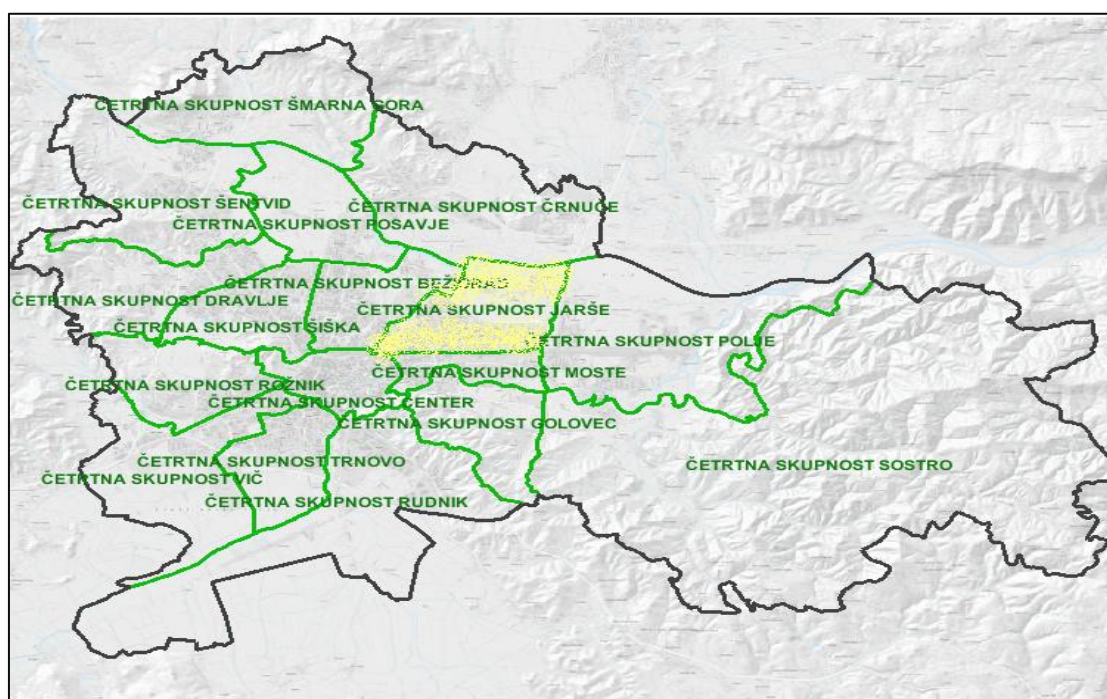 ČETRTNA SKUPNOST ŠMARNA GORA
ČETRTNA SKUPNOST ŠENTVID
ČETRTNA SKUPNOST ČRNUČE
ČETRTNA SKUPNOST POSAVJE
ČETRTNA SKUPNOST BEŽIGRAD
ČETRTNA SKUPNOST DRAVLJE
ČETRTNA SKUPNOST JARŠE
ČETRTNA SKUPNOST ŠIŠKA
ČETRTNA SKUPNOST POLJE
ČETRTNA SKUPNOST MOSTE
ČETRTNA SKUPNOST ROŽNIK
ČETRTNA SKUPNOST CENTER
ČETRTNA SKUPNOST GOLOVEC
ČETRTNA SKUPNOST TRNOVO
ČETRTNA SKUPNOST SOSTRO
ČETRTNA SKUPNOST VIČ
ČETRTNA SKUPNOST RUDNIK